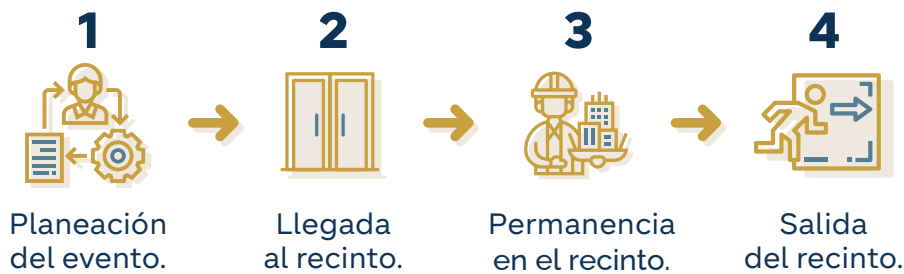 1
2
3
4
Planeación
del evento.
Llegada
al recinto.
Permanencia
en el recinto.
Salida
del recinto.